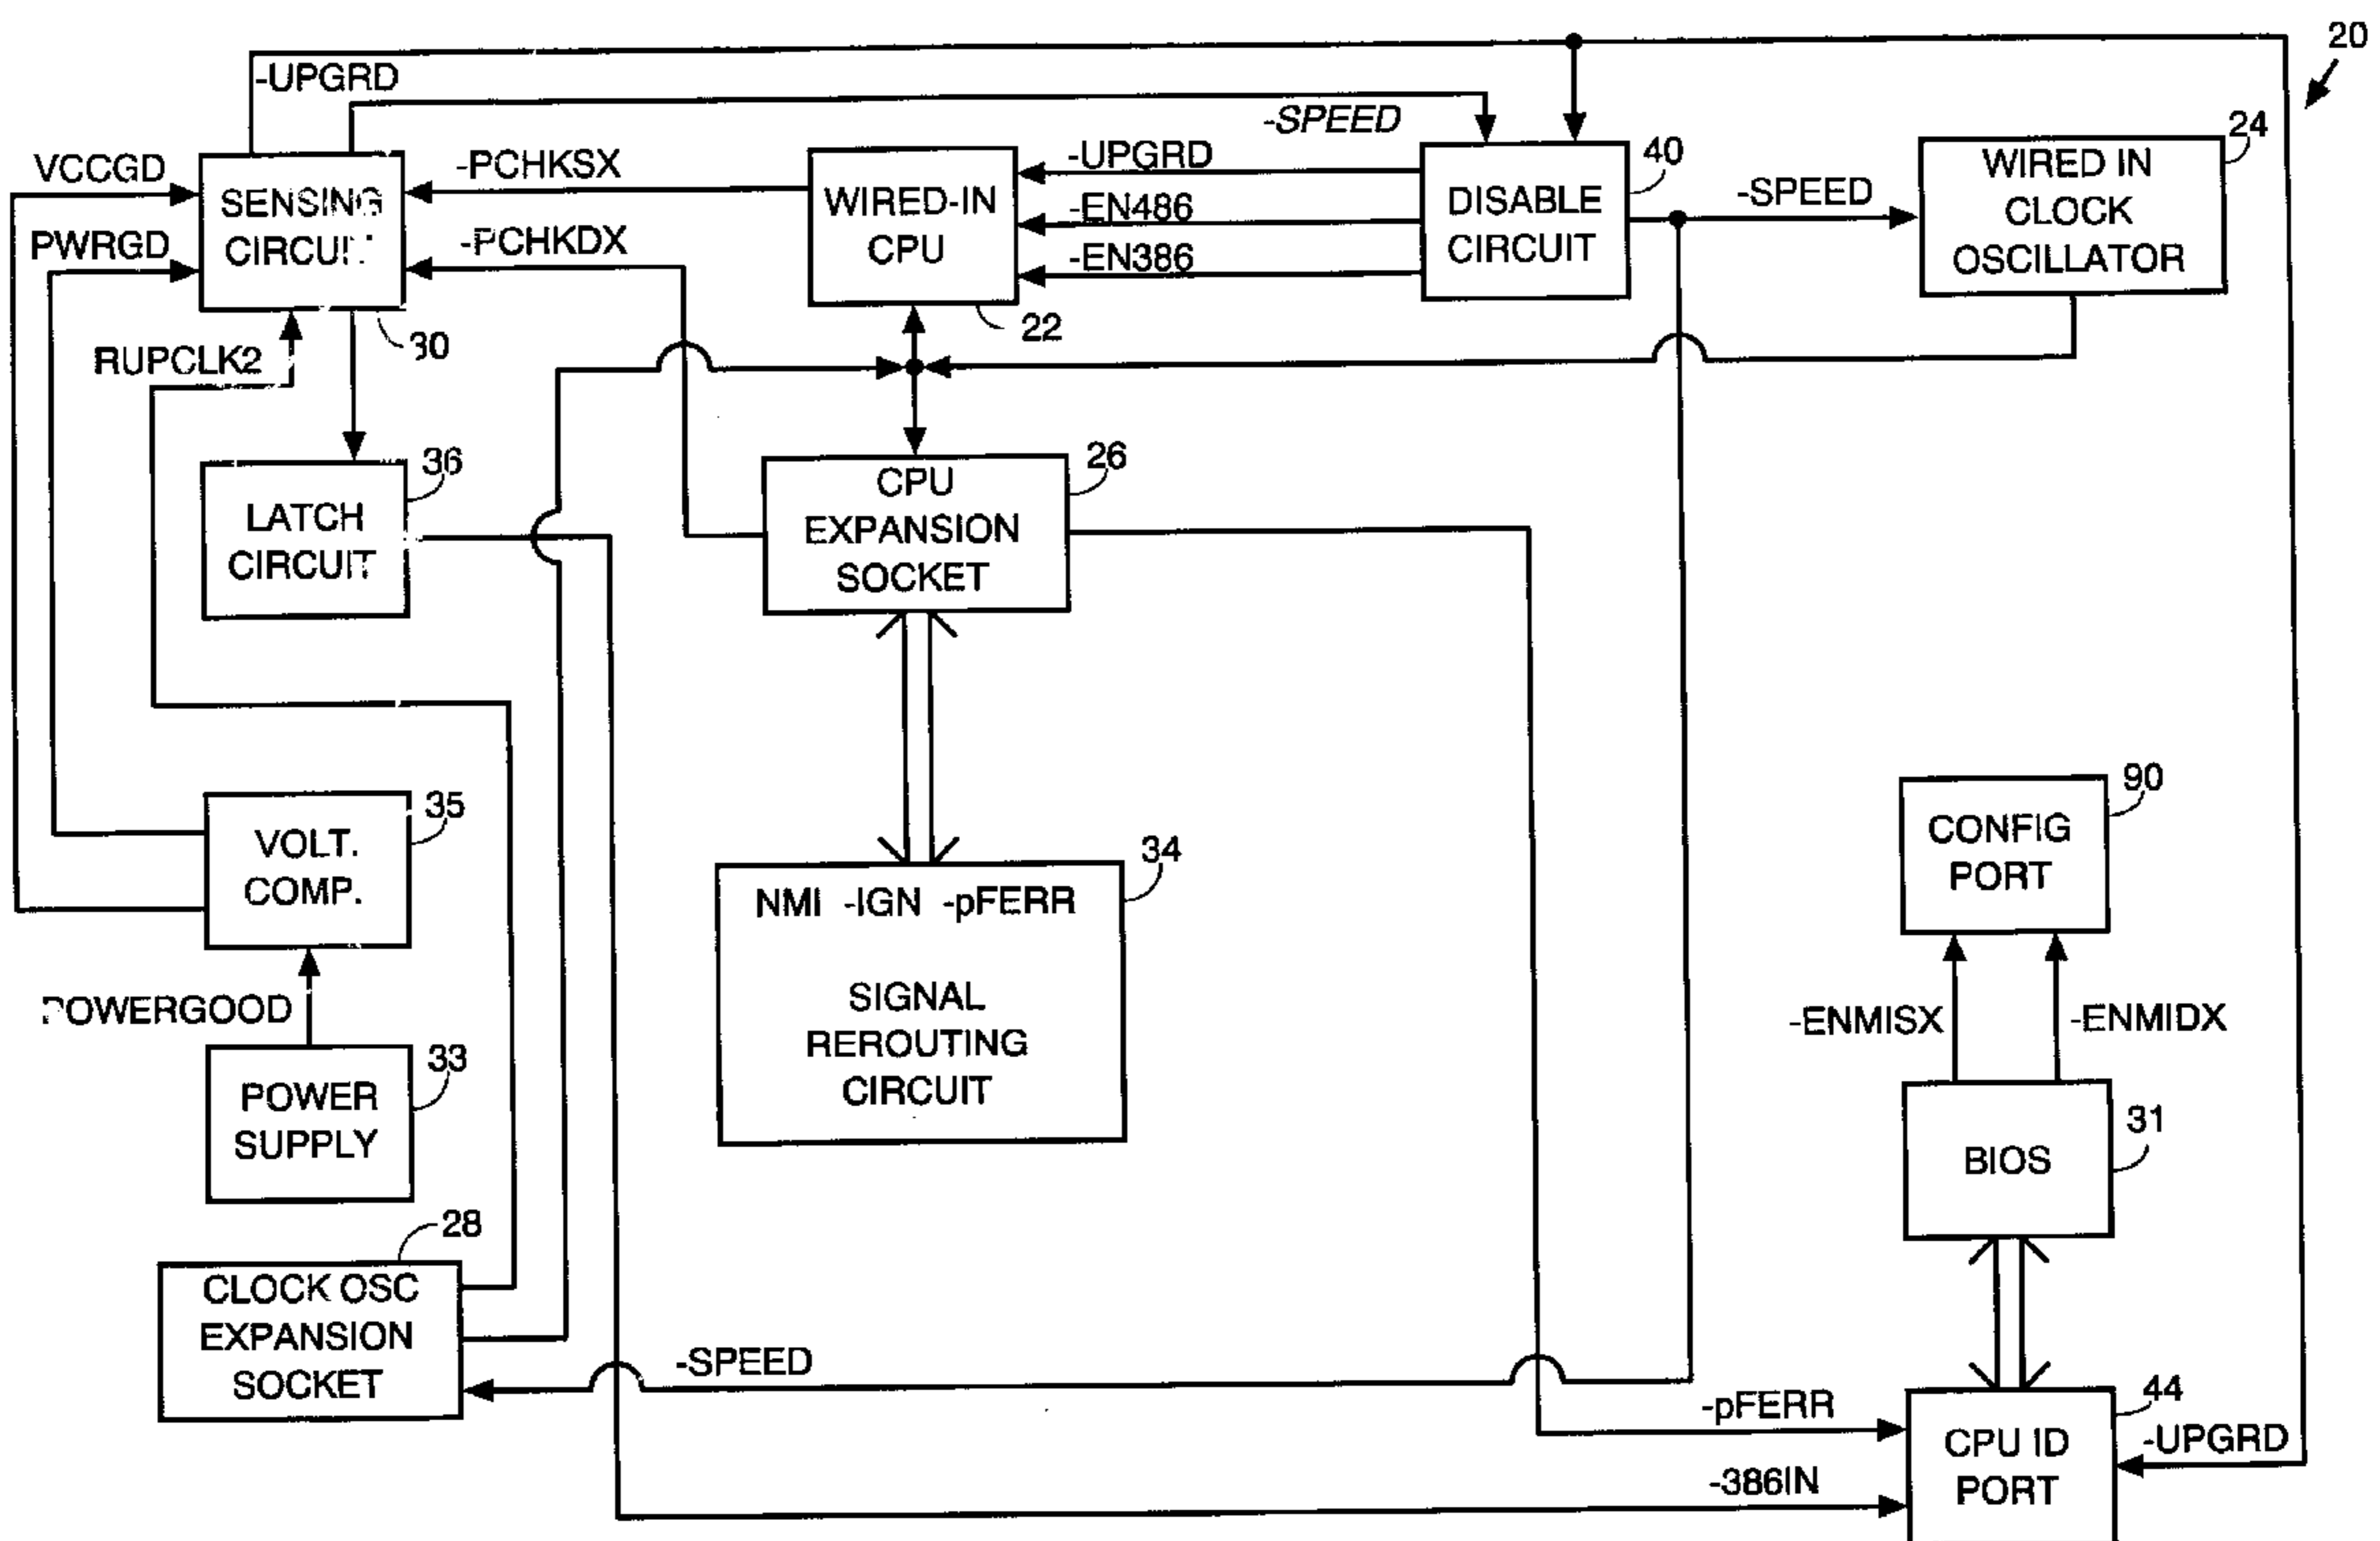 20
-UPGRD
-SPEED
VCCGD
-PCHKSX
-UPGRD
40
24
SENSING
CIRCUIT
WIRED-IN
CPU
-EN486
DISABLE
CIRCUIT
-SPEED
WIRED IN
CLOCK
OSCILLATOR
PWRGD
-PCHKDX
-EN386
RUPCLK2
30
22
36
26
LATCH
CIRCUIT
CPU
EXPANSION
SOCKET
35
VOLT.
COMP.
34
NMI -IGN -pFERR
SIGNAL
REROUTING
CIRCUIT
90
CONFIG
PORT
POWERGOOD
-ENMISX
-ENMIDX
33
POWER
SUPPLY
31
BIOS
28
CLOCK OSC
EXPANSION
SOCKET
-SPEED
-pFERR
44
CPU ID
PORT
-UPGRD
-386IN